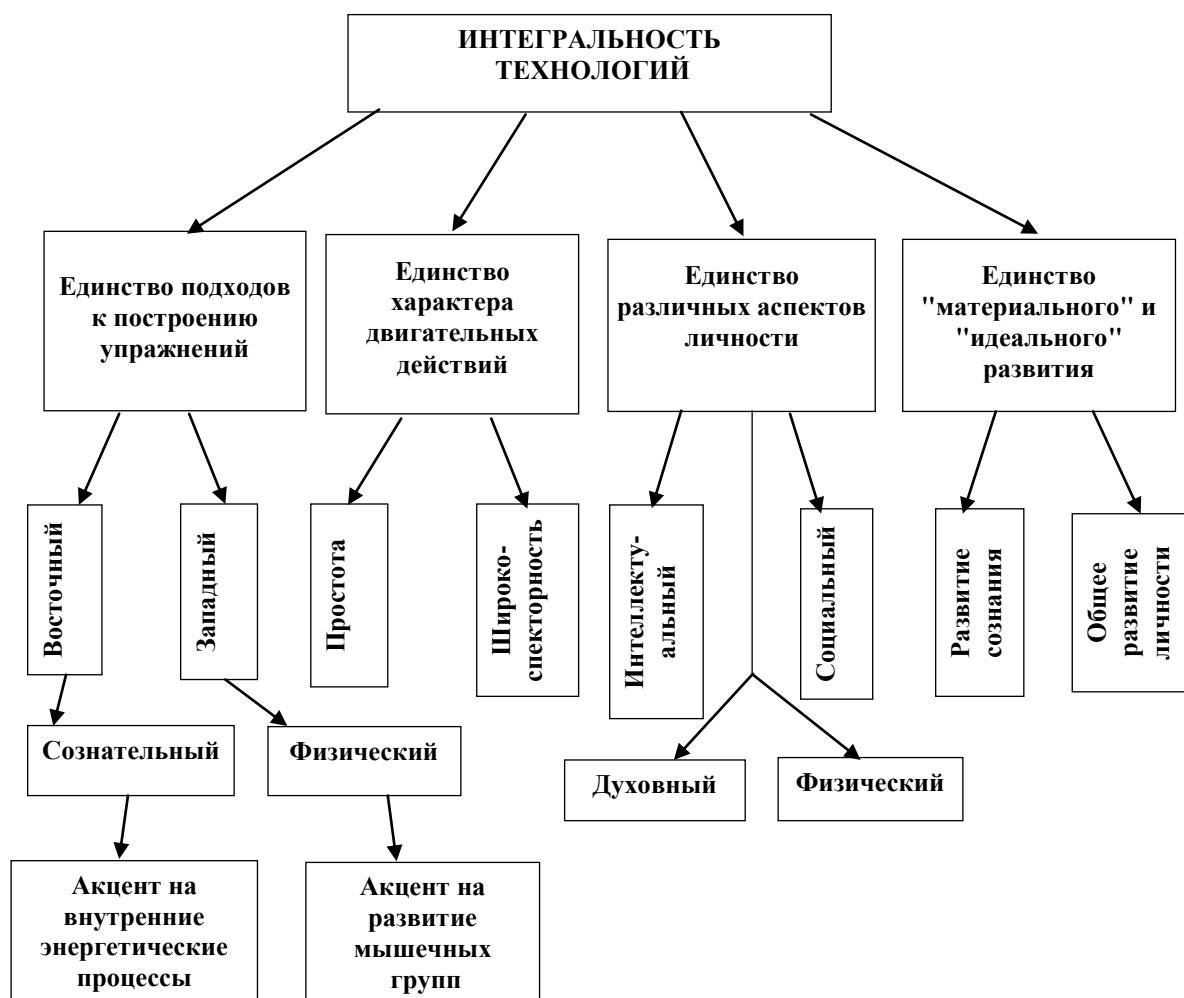 ИНТЕГРАЛЬНОСТЬ
ТЕХНОЛОГИЙ
Единство подходов
к построению
упражнений
Единство
характера
двигательных
действий
Единство
различных аспектов
личности
Единство
"материального" и
"идеального"
развития
Восточный
Западный
Простота
Широко-
спекторность
Интеллекту-
альный
Социальный
Развитие
сознания
Общее
развитие
личности
Сознательный
Физический
Духовный
Физический
Акцент на
внутренние
энергетические
процессы
Акцент на
развитие
мышечных
групп